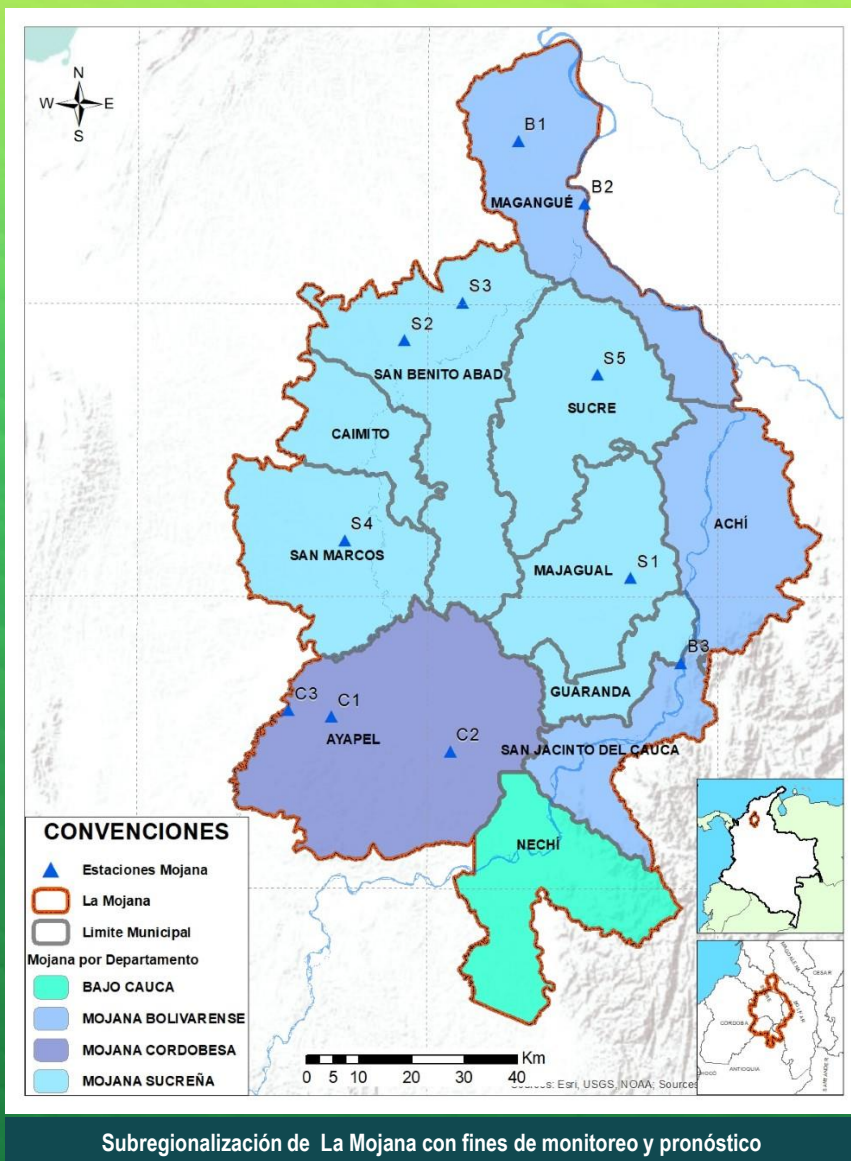 N
W E
S
B1
B2
MAGANGUÉ
S3
S2
SAN BENITO ABAD
S5
SUCRE
CAIMITO
ACHÍ
S4
SAN MARCOS
MAJAGUAL
S1
B3
GUARANDA
C3
C1
AYAPEL
C2
SAN JACINTO DEL CAUCA
NECHÍ
CONVENCIONES
Estaciones Mojana
La Mojana
Limite Municipal
Mojana por Departamento
BAJO CAUCA
MOJANA BOLIVARENSE
MOJANA CORDOBESA
MOJANA SUCREÑA
Km
0 5 10 20 30 40
Esri, USGS, NOAA; Sources
CESAR
CORDOBA
ANTIOQUIA
Subregionalización de La Mojana con fines de monitoreo y pronóstico